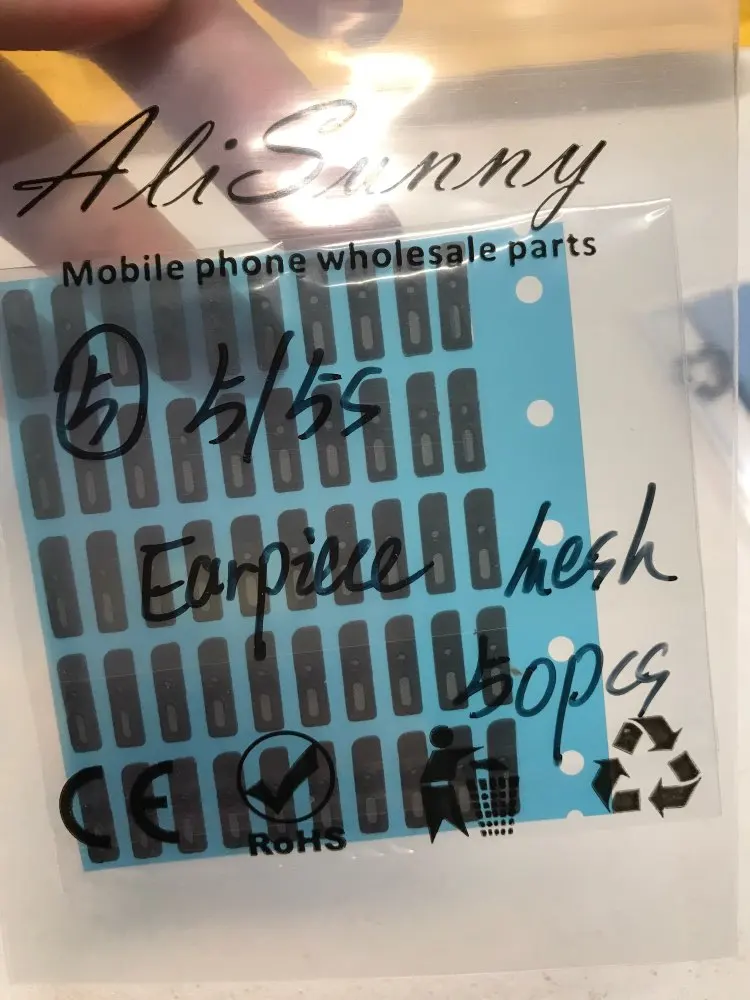 AliSunny
Mobile phone wholesale parts
5 5/5S
Earpiece mesh
50pcs
CE
RoHS